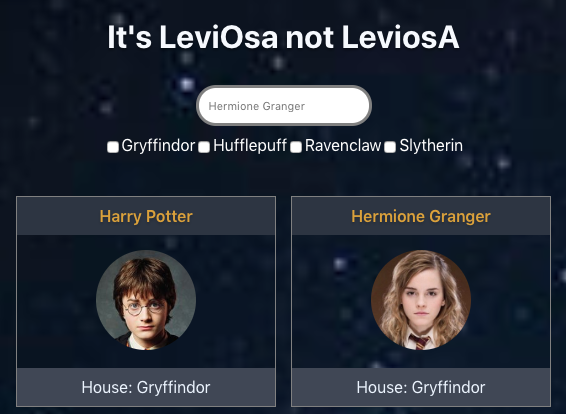 It's LeviOsa not LeviosA
Hermione Granger
Gryffindor Hufflepuff Ravenclaw Slytherin
Harry Potter
Hermione Granger
House: Gryffindor
House: Gryffindor